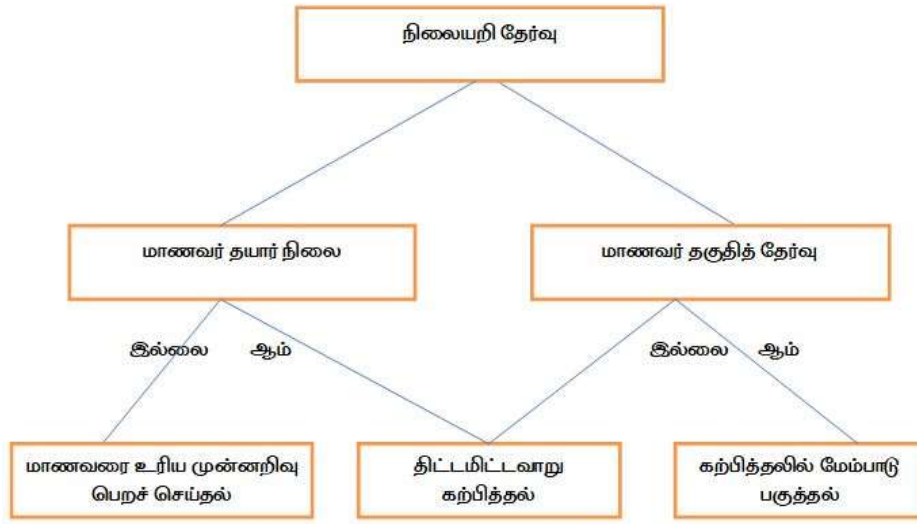 நிலையறி தேர்வு
மாணவர் தயார் நிலை
மாணவர் தகுதித் தேர்வு
இல்லை ஆம்
இல்லை ஆம்
மாணவரை உரிய முன்னறிவு
பெறச் செய்தல்
திட்டமிட்டவாறு
கற்பித்தல்
கற்பித்தலில் மேம்பாடு
பகுத்தல்